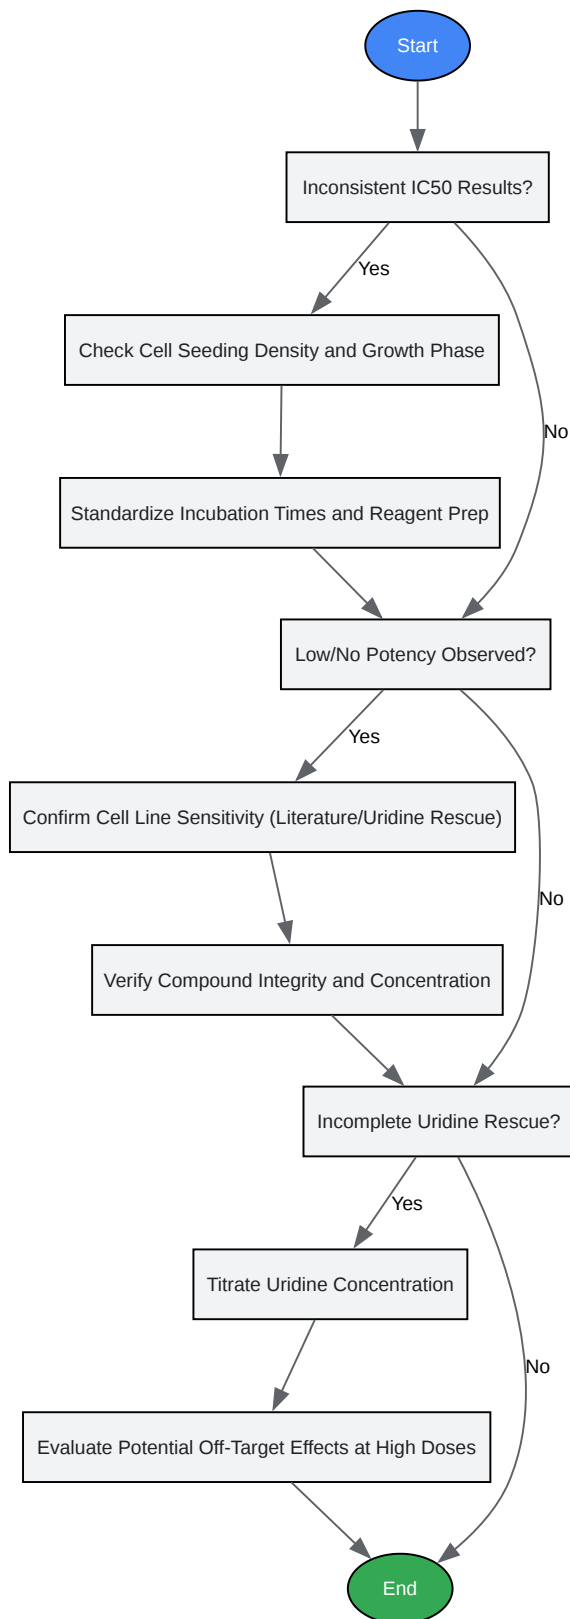 Start
Inconsistent IC50 Results?
Yes
Check Cell Seeding Density and Growth Phase
No
Standardize Incubation Times and Reagent Prep
Low/No Potency Observed?
Yes
Confirm Cell Line Sensitivity (Literature/Uridine Rescue)
No
Verify Compound Integrity and Concentration
Incomplete Uridine Rescue?
Yes
Titrate Uridine Concentration
No
Evaluate Potential Off-Target Effects at High Doses
End